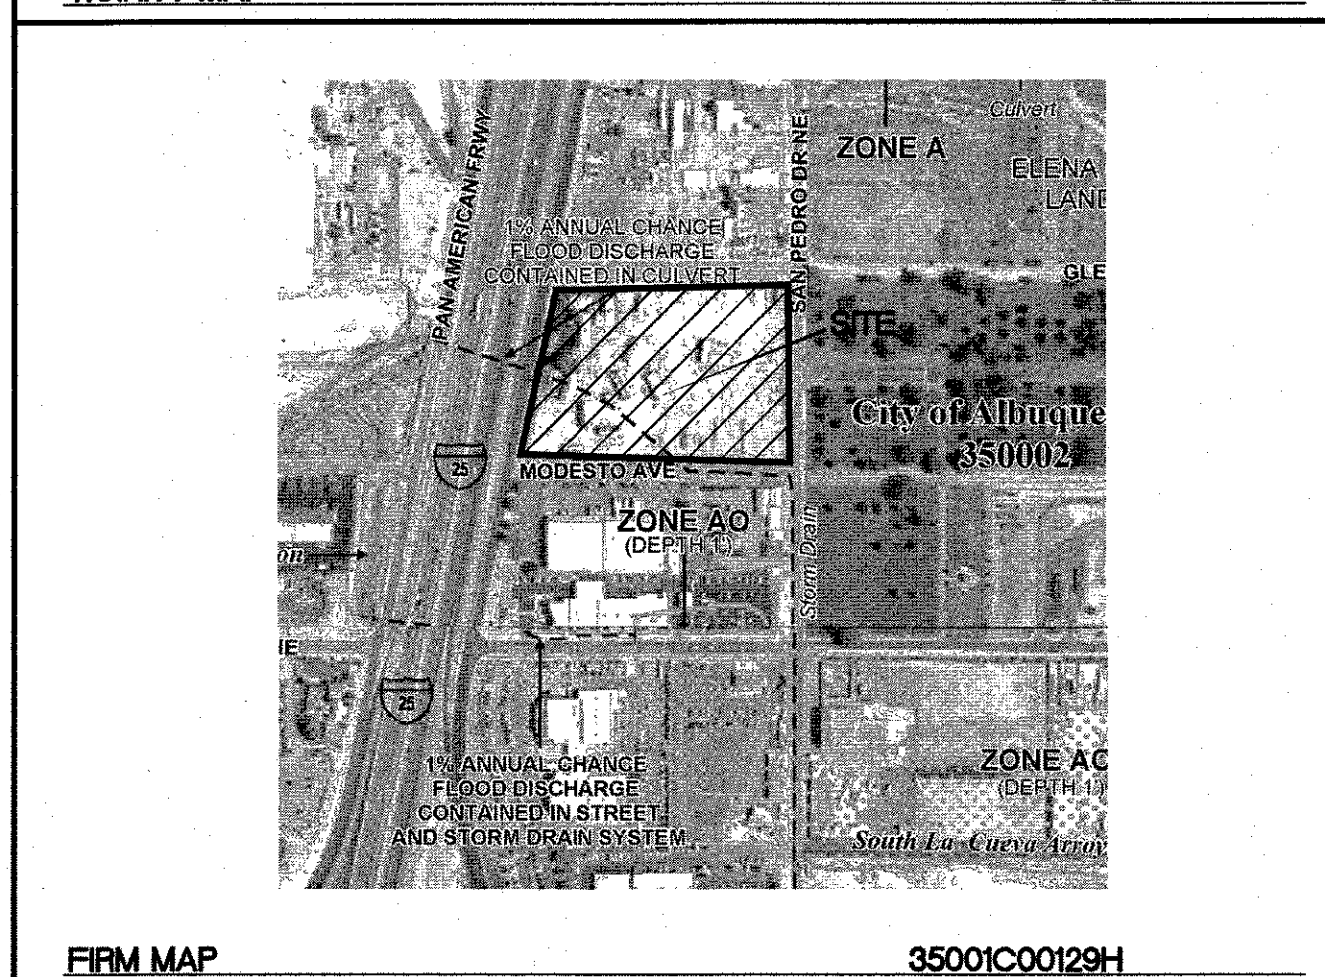 Culvert
ZONE A
ELENA
LAND
PAN AMERICAN FRWY
SAN PEDRO DR NE
1% ANNUAL CHANCE
FLOOD DISCHARGE
CONTAINED IN CULVERT
GLE
SITE
City of Albuque
350002
25
MODESTO AVE
ZONE AO
(DEPTH 1)
Storm Drain
on
IE
25
1% ANNUAL CHANCE
FLOOD DISCHARGE
CONTAINED IN STREET
AND STORM DRAIN SYSTEM
ZONE AO
(DEPTH 1)
South La Cueva Arroy
FIRM MAP
35001C00129H